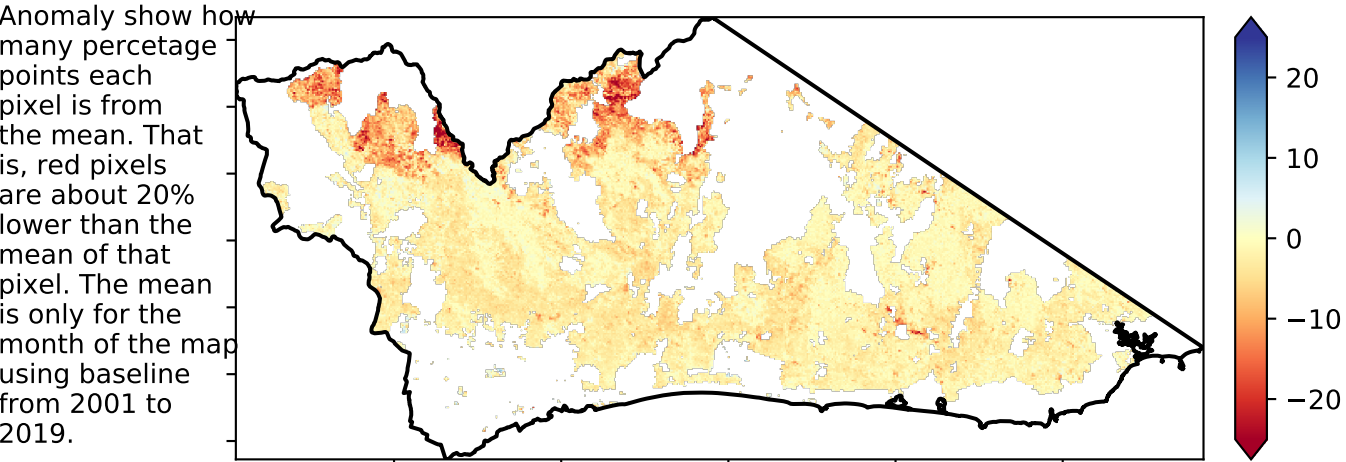 Anomaly show how
many percetage
points each
pixel is from
the mean. That
is, red pixels
are about 20%
lower than the
mean of that
pixel. The mean
is only for the
month of the map
using baseline
from 2001 to
2019.
20
10
0
−10
−20